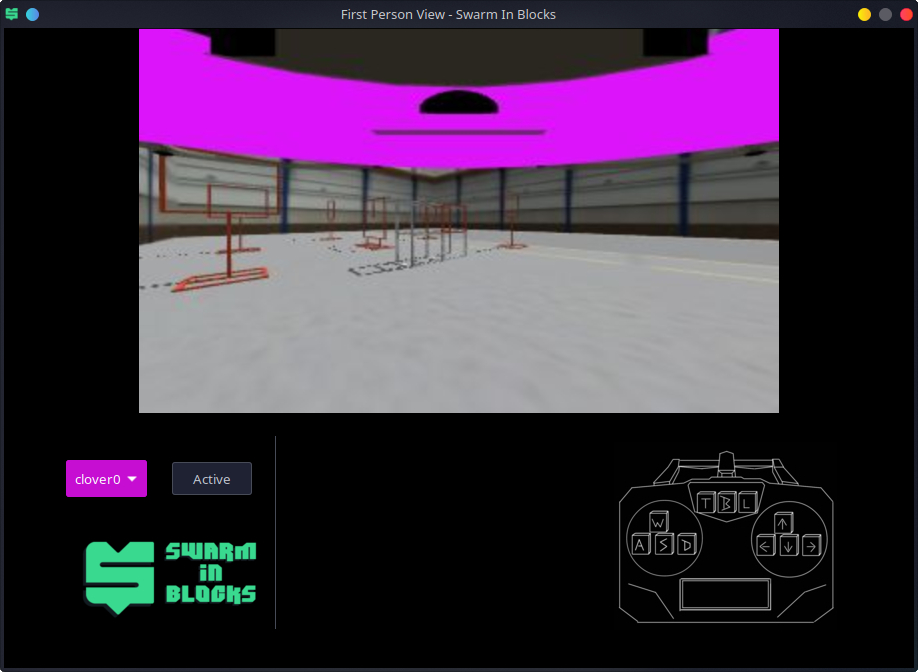 First Person View - Swarm In Blocks
clover0
Active
SWARM
in
BLOCKS
T B L
W
A S D
↑
← ↓ →